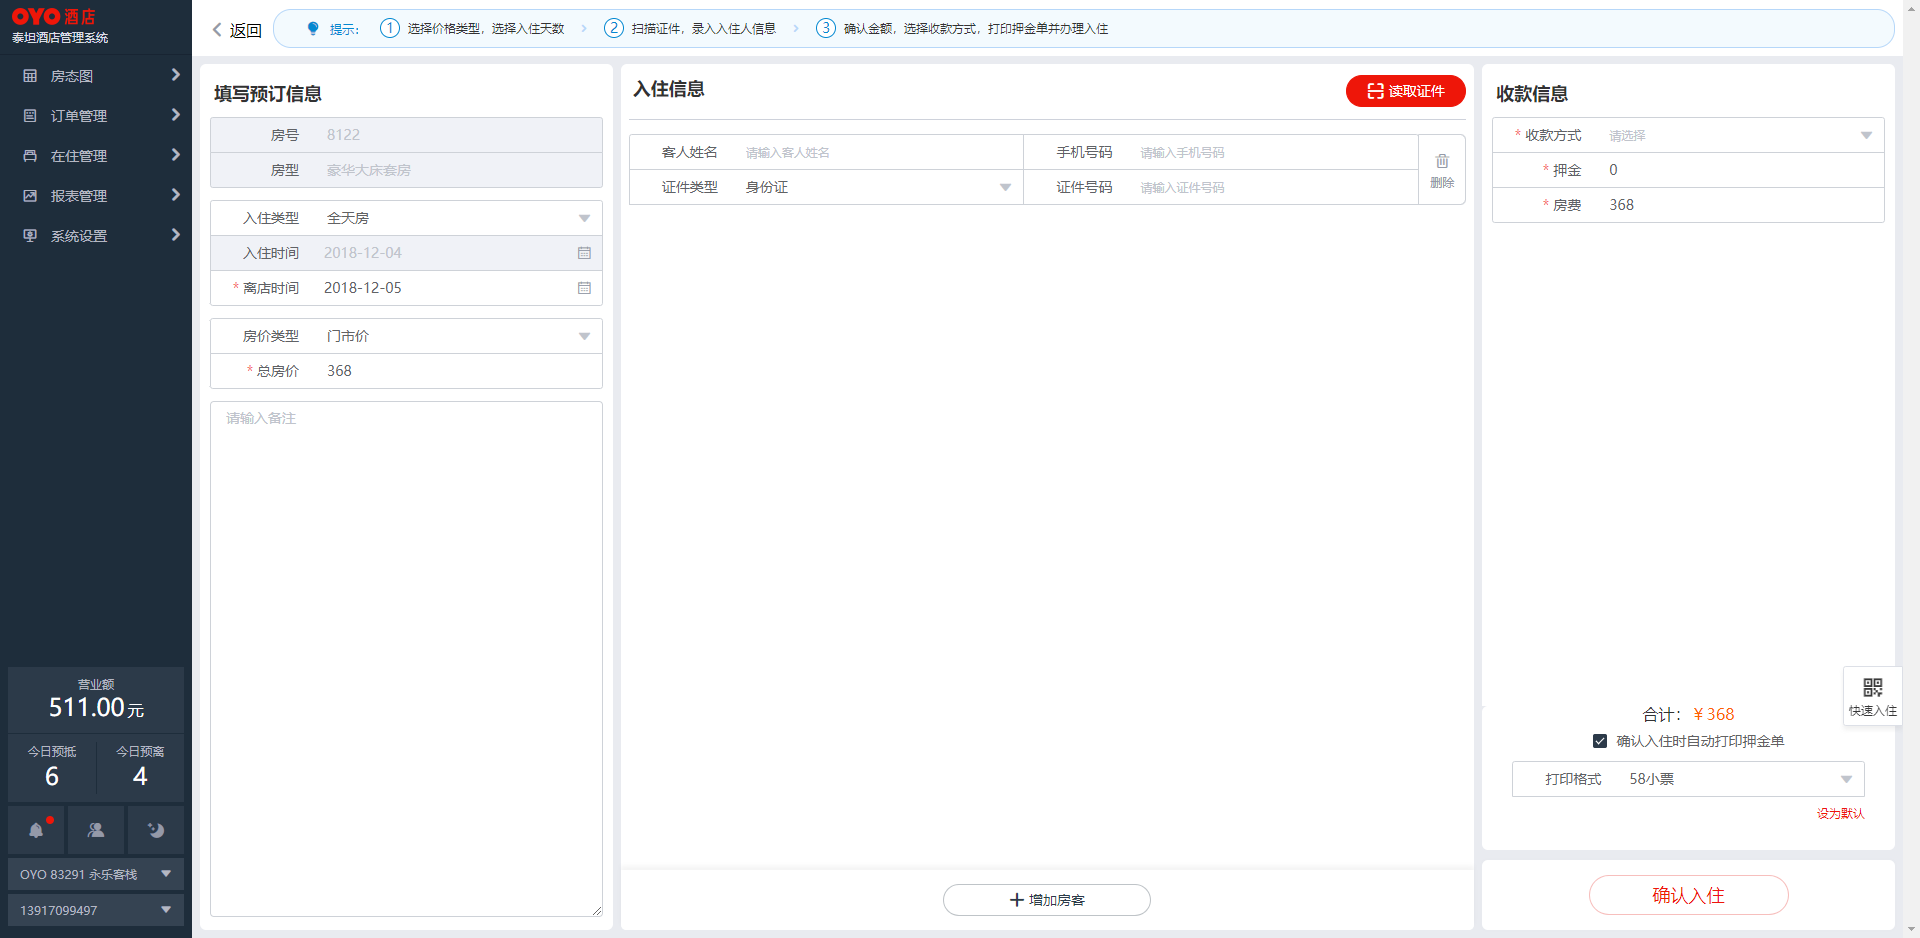 OYO 酒店
泰坦酒店管理系统
房态图
订单管理
在住管理
报表管理
系统设置
营业额
511.00元
今日预抵 今日预离
6 4
OYO 83291 永乐客栈
13917099497
返回
提示： 1 选择价格类型，选择入住天数 2 扫描证件，录入入住人信息 3 确认金额，选择收款方式，打印押金单并办理入住
填写预订信息
房号 8122
房型 豪华大床套房
入住类型 全天房
入住时间 2018-12-04
* 离店时间 2018-12-05
房价类型 门市价
* 总房价 368
请输入备注
入住信息
读取证件
客人姓名 请输入客人姓名 手机号码 请输入手机号码
证件类型 身份证 证件号码 请输入证件号码
删除
增加房客
收款信息
* 收款方式 请选择
* 押金 0
* 房费 368
快速入住
合计： ¥ 368
确认入住时自动打印押金单
打印格式 58小票
设为默认
确认入住